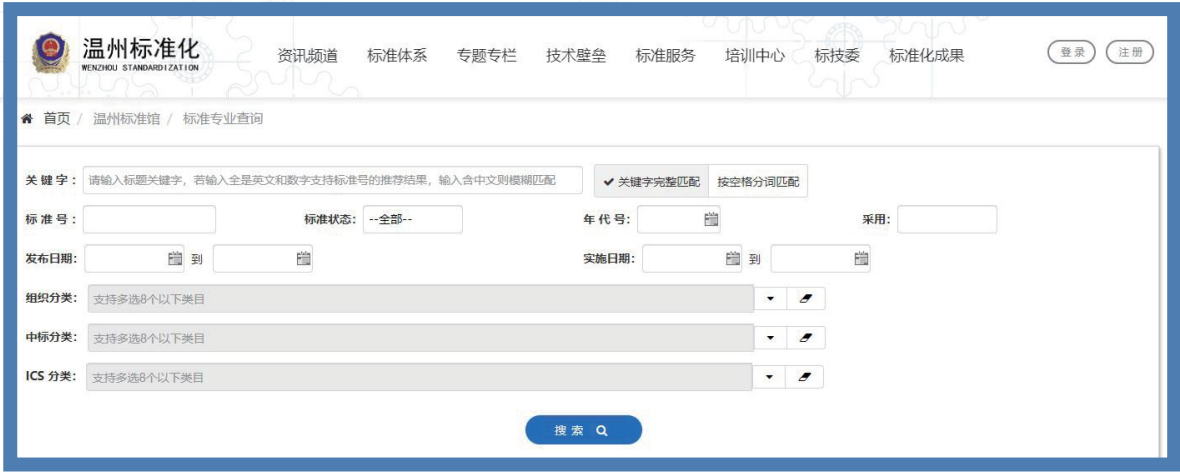 温州标准化
WENZHOU STANDARDIZATION
资讯频道 标准体系 专题专栏 技术壁垒 标准服务 培训中心 标技委 标准化成果 登录 注册
首页 / 温州标准馆 / 标准专业查询
关 键 字： 请输入标题关键字，若输入全是英文和数字支持标准号的推荐结果，输入含中文则模糊匹配 关键字完整匹配 按空格分词匹配
标 准 号： 标准状态： --全部-- 年 代 号： 采用：
发布日期： 到 实施日期： 到
组织分类： 支持多选8个以下类目
中标分类： 支持多选8个以下类目
ICS 分类： 支持多选8个以下类目
搜 索